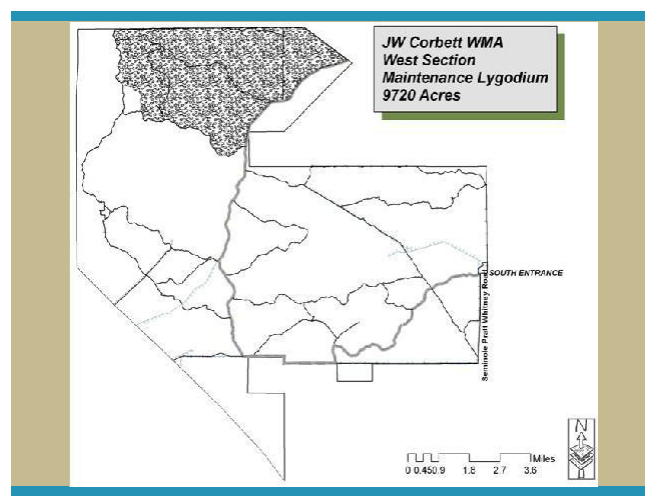 JW Corbett WMA
West Section
Maintenance Lygodium
9720 Acres
SOUTH ENTRANCE
Seminole Pratt Whitney Road
N
Miles
0 0.450.9 1.8 2.7 3.6